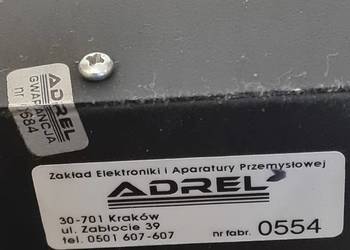 ADREL
GWARANCJA
nr 0684
Zakład Elektroniki i Aparatury Przemysłowej
ADREL
30-701 Kraków
ul. Zabłocie 39
tel. 0501 607-607
nr fabr. 0554